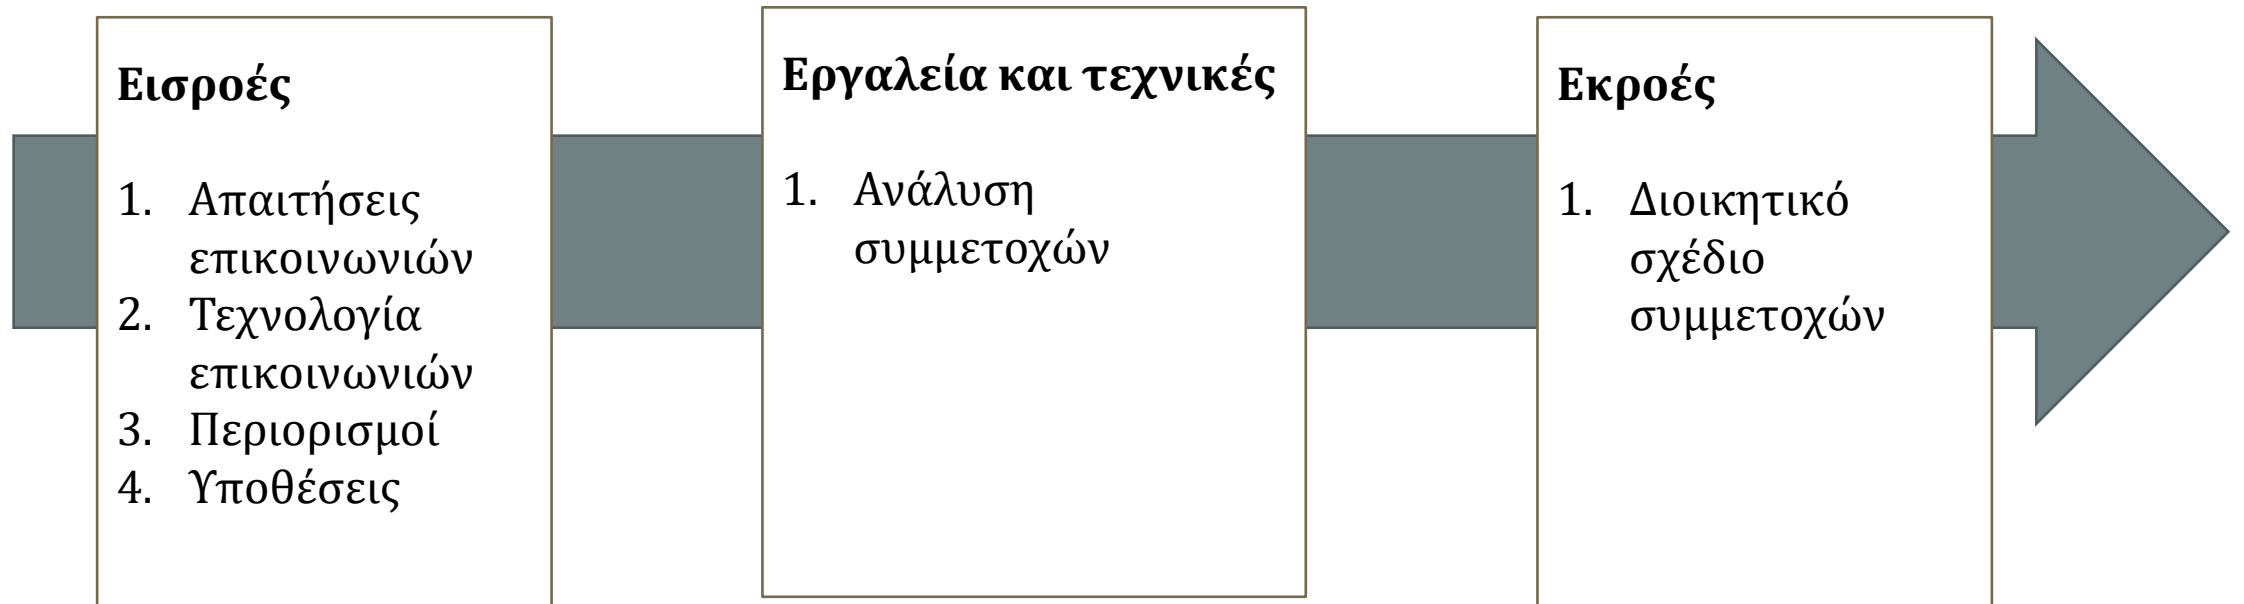 Εισροές
1. Απαιτήσεις
επικοινωνιών
2. Τεχνολογία
επικοινωνιών
3. Περιορισμοί
4. Υποθέσεις
Εργαλεία και τεχνικές
1. Ανάλυση
συμμετοχών
Εκροές
1. Διοικητικό
σχέδιο
συμμετοχών